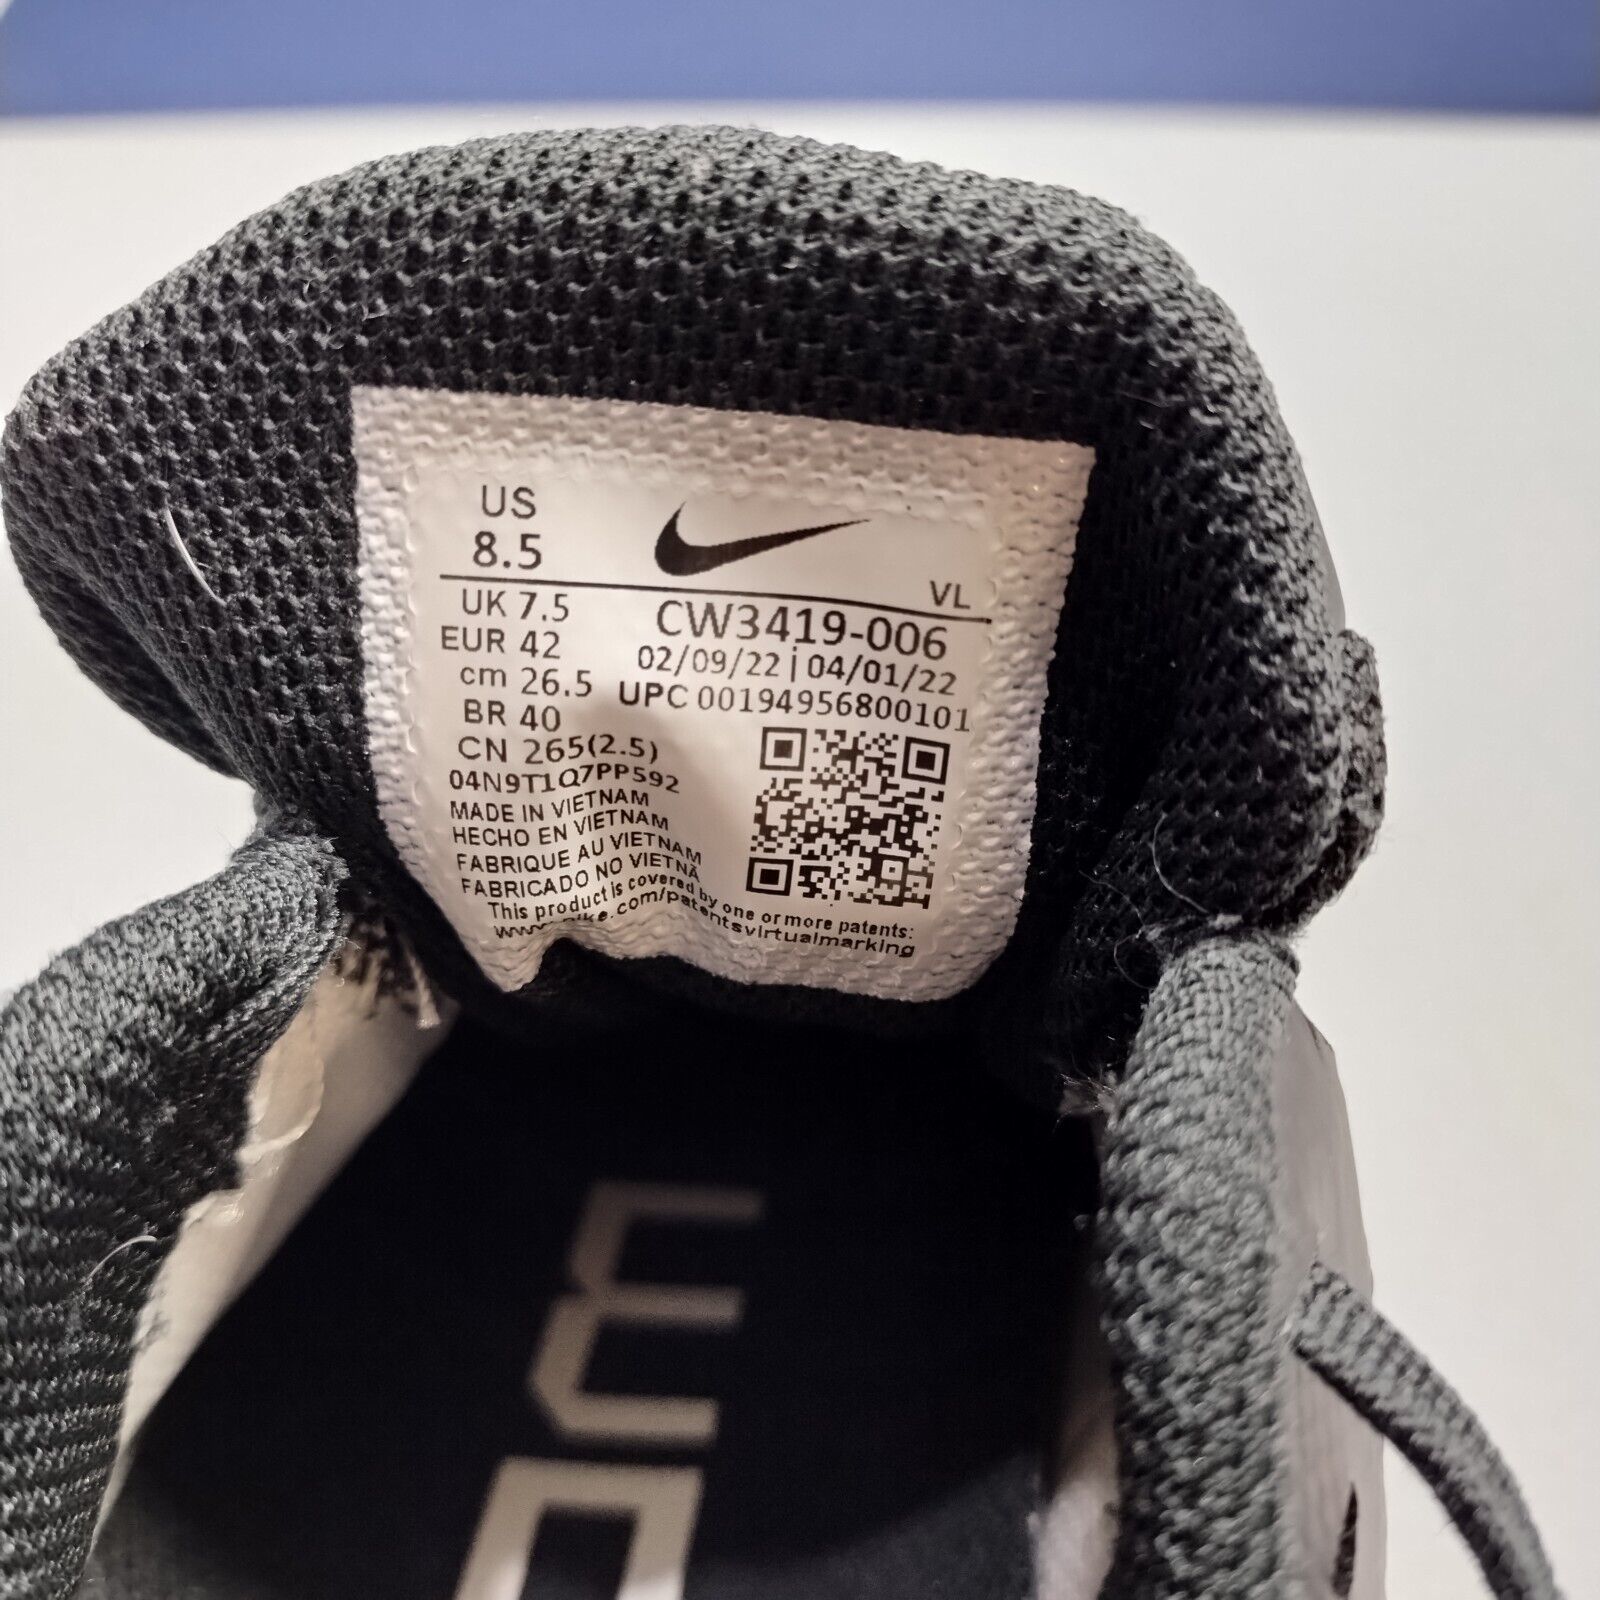 US
8.5
VL
UK 7.5
EUR 42
cm 26.5
BR 40
CN 265(2.5)
CW3419-006
02/09/22 | 04/01/22
UPC 00194956800101
04N9T1Q7PP592
MADE IN VIETNAM
HECHO EN VIETNAM
FABRIQUE AU VIETNAM
FABRICADO NO VIETNÃ
This product is covered by one or more patents:
www.nike.com/patentsvirtualmarking